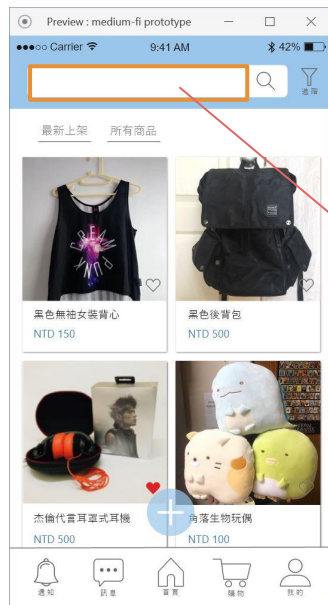 Preview : medium-fi prototype
Carrier 9:41 AM 42%
進階
最新上架 所有商品
CREAM
PUNK
黑色無袖女裝背心 黑色後背包
NTD 150 NTD 500
杰倫代言耳罩式耳機 角落生物玩偶
NTD 500 NTD 100
通知 訊息 首頁 購物 我的